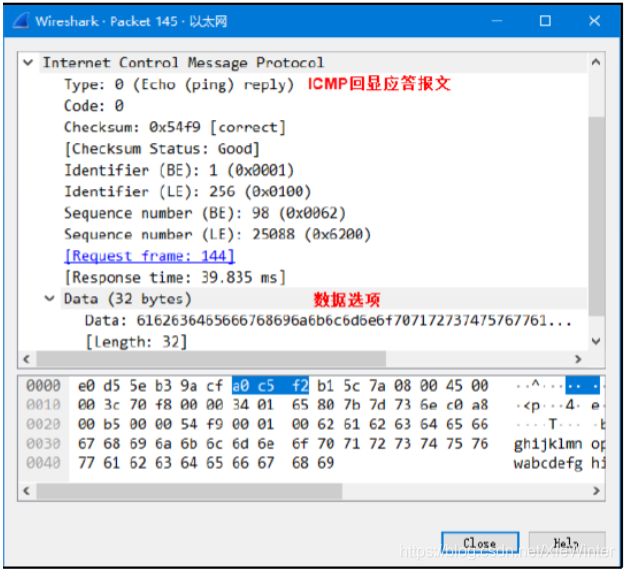 Wireshark · Packet 145 · 以太网
Internet Control Message Protocol
Type: 0 (Echo (ping) reply) ICMP回显应答报文
Code: 0
Checksum: 0x54f9 [correct]
[Checksum Status: Good]
Identifier (BE): 1 (0x0001)
Identifier (LE): 256 (0x0100)
Sequence number (BE): 98 (0x0062)
Sequence number (LE): 25088 (0x6200)
[Request frame: 144]
[Response time: 39.835 ms]
Data (32 bytes) 数据选项
Data: 6162636465666768696a6b6c6d6e6f707172737475767761...
[Length: 32]
0000 e0 d5 5e b3 9a cf a0 c5 f2 b1 5c 7a 08 00 45 00 ··^·······
0010 00 3c 70 f8 00 00 34 01 65 80 7b 7d 73 6e c0 a8 ·<p···4· e
0020 00 b5 00 00 54 f9 00 01 00 62 61 62 63 64 65 66 ····T··· b
0030 67 68 69 6a 6b 6c 6d 6e 6f 70 71 72 73 74 75 76 ghijklmn op
0040 77 61 62 63 64 65 66 67 68 69 wabcdefg hi
Close Help
https://blog.csdn.net/XieWinter